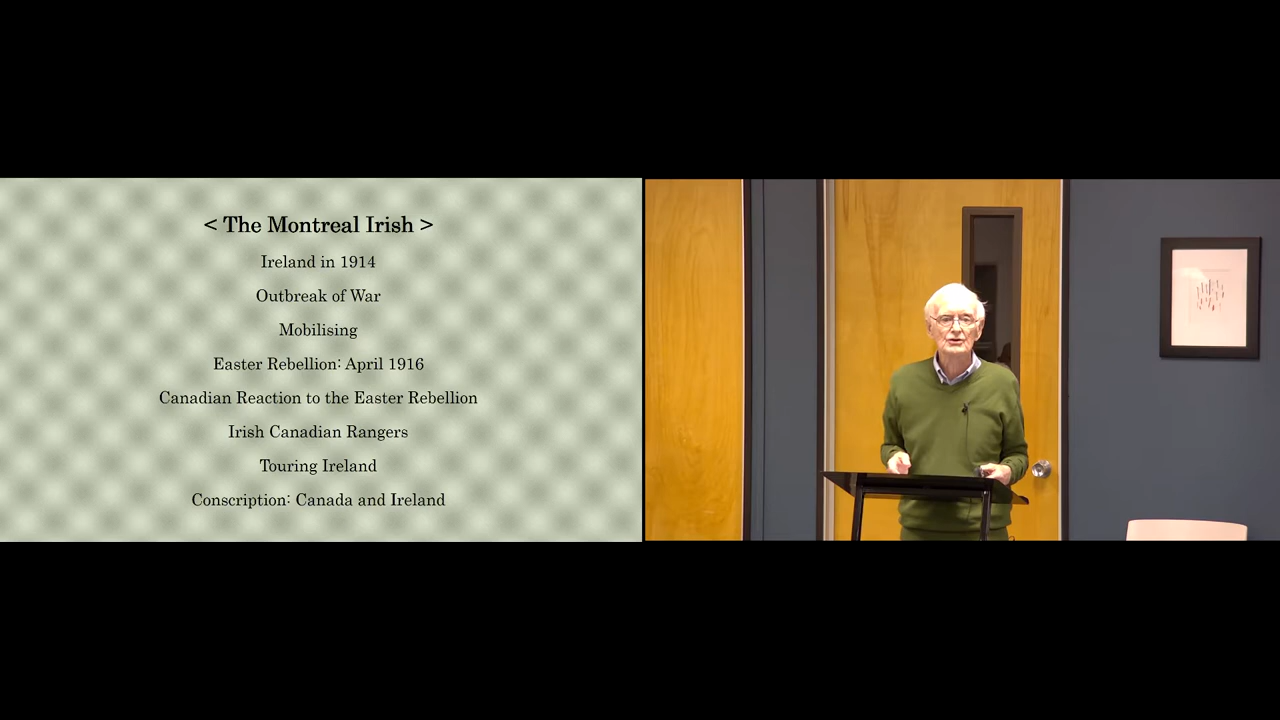 < The Montreal Irish >
Ireland in 1914
Outbreak of War
Mobilising
Easter Rebellion: April 1916
Canadian Reaction to the Easter Rebellion
Irish Canadian Rangers
Touring Ireland
Conscription: Canada and Ireland